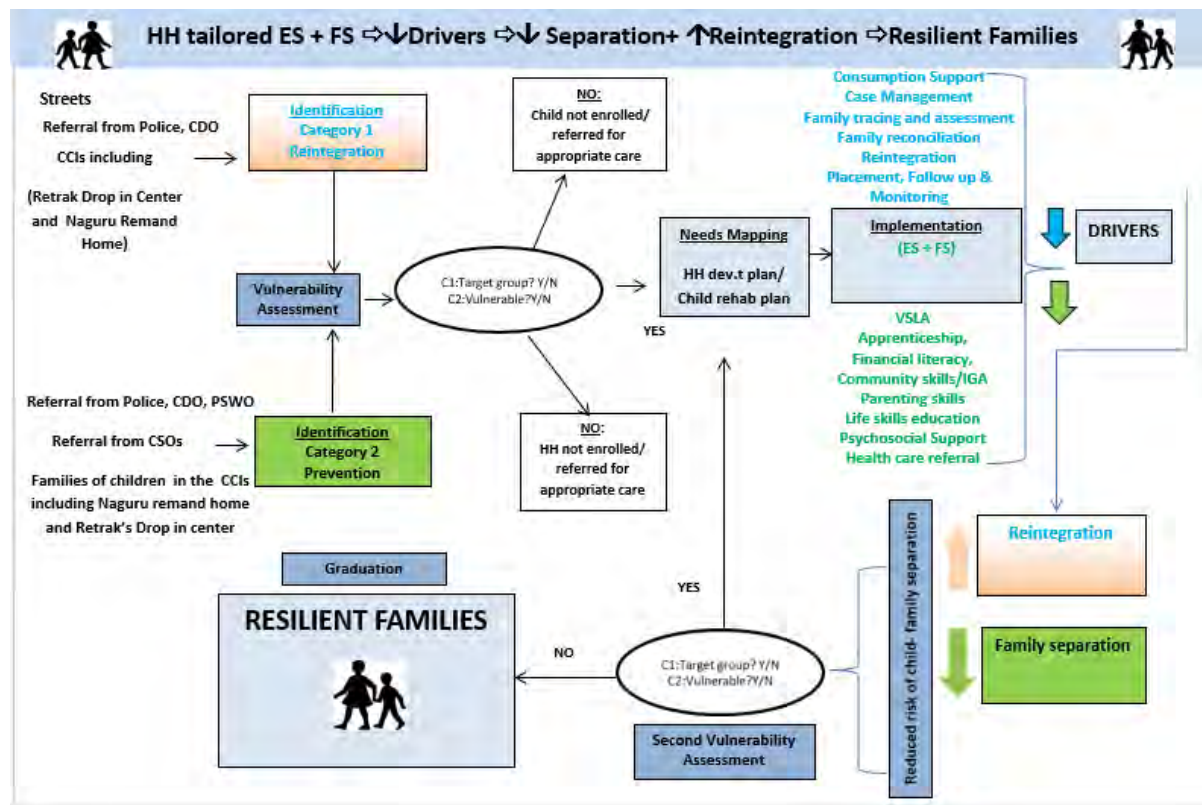 HH tailored ES + FS ⇨↓Drivers ⇨↓ Separation+ ↑Reintegration ⇨Resilient Families
Streets
Referral from Police, CDO
CCIs including
(Retrak Drop in Center
and Naguru Remand
Home)
Identification
Category 1
Reintegration
NO:
Child not enrolled/
referred for
appropriate care
Consumption Support
Case Management
Family tracing and assessment
Family reconciliation
Reintegration
Placement, Follow up &
Monitoring
Vulnerability
Assessment
C1:Target group? Y/N
C2:Vulnerable?Y/N
YES
Needs Mapping
HH dev.t plan/
Child rehab plan
Implementation
(ES + FS)
DRIVERS
VSLA
Apprenticeship,
Financial literacy,
Community skills/IGA
Parenting skills
Life skills education
Psychosocial Support
Health care referral
Referral from Police, CDO, PSWO
Referral from CSOs
Families of children in the CCIs
including Naguru remand home
and Retrak's Drop in center
Identification
Category 2
Prevention
NO:
HH not enrolled/
referred for
appropriate care
Graduation
RESILIENT FAMILIES
NO
YES
C1:Target group? Y/N
C2:Vulnerable?Y/N
Second Vulnerability
Assessment
Reduced risk of child- family separation
Reintegration
Family separation